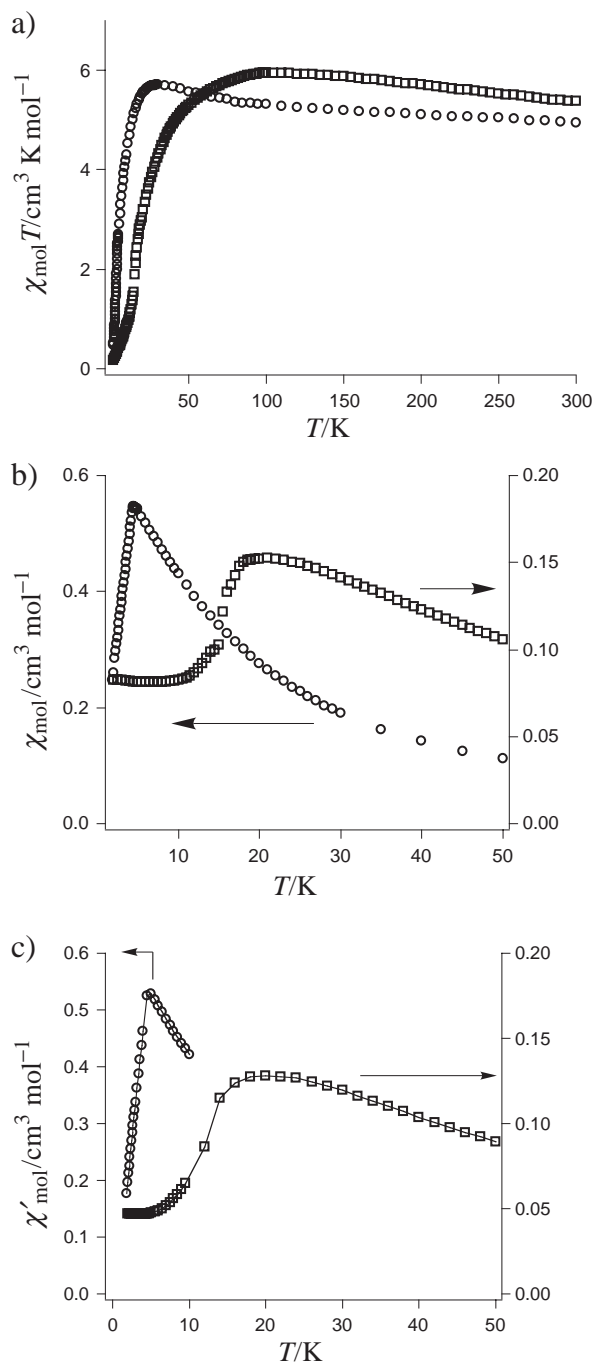 a)
χmolT/cm³ K mol⁻¹
6
4
2
0
50 100 150 200 250 300
T/K
b)
χmol/cm³ mol⁻¹
0.6 0.20
0.15
0.4
0.10
0.2
0.05
0.0 0.00
10 20 30 40 50
T/K
c)
χ′mol/cm³ mol⁻¹
0.6 0.20
0.5
0.15
0.4
0.3 0.10
0.2
0.05
0.1
0.0 0.00
0 10 20 30 40 50
T/K